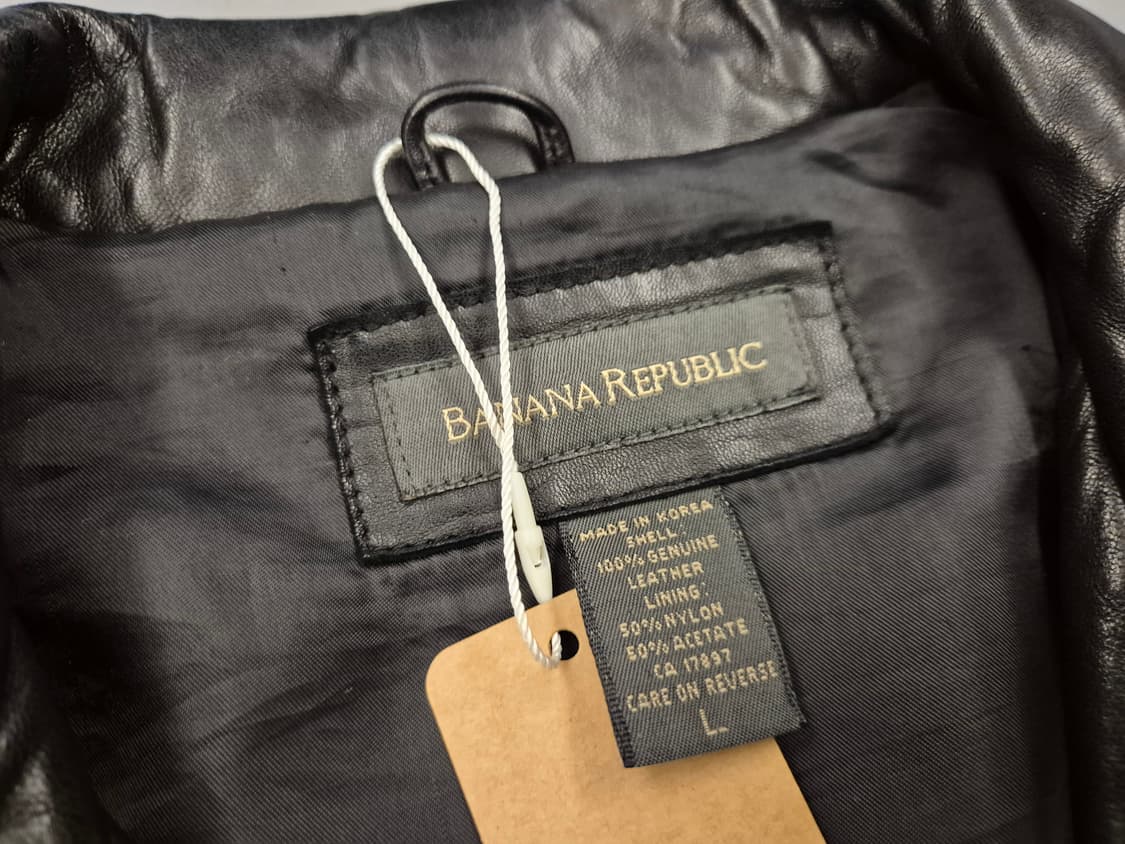 BANANA REPUBLIC
MADE IN KOREA
SHELL
100% GENUINE
LEATHER
LINING
50% NYLON
50% ACETATE
CA 17897
CARE ON REVERSE
L